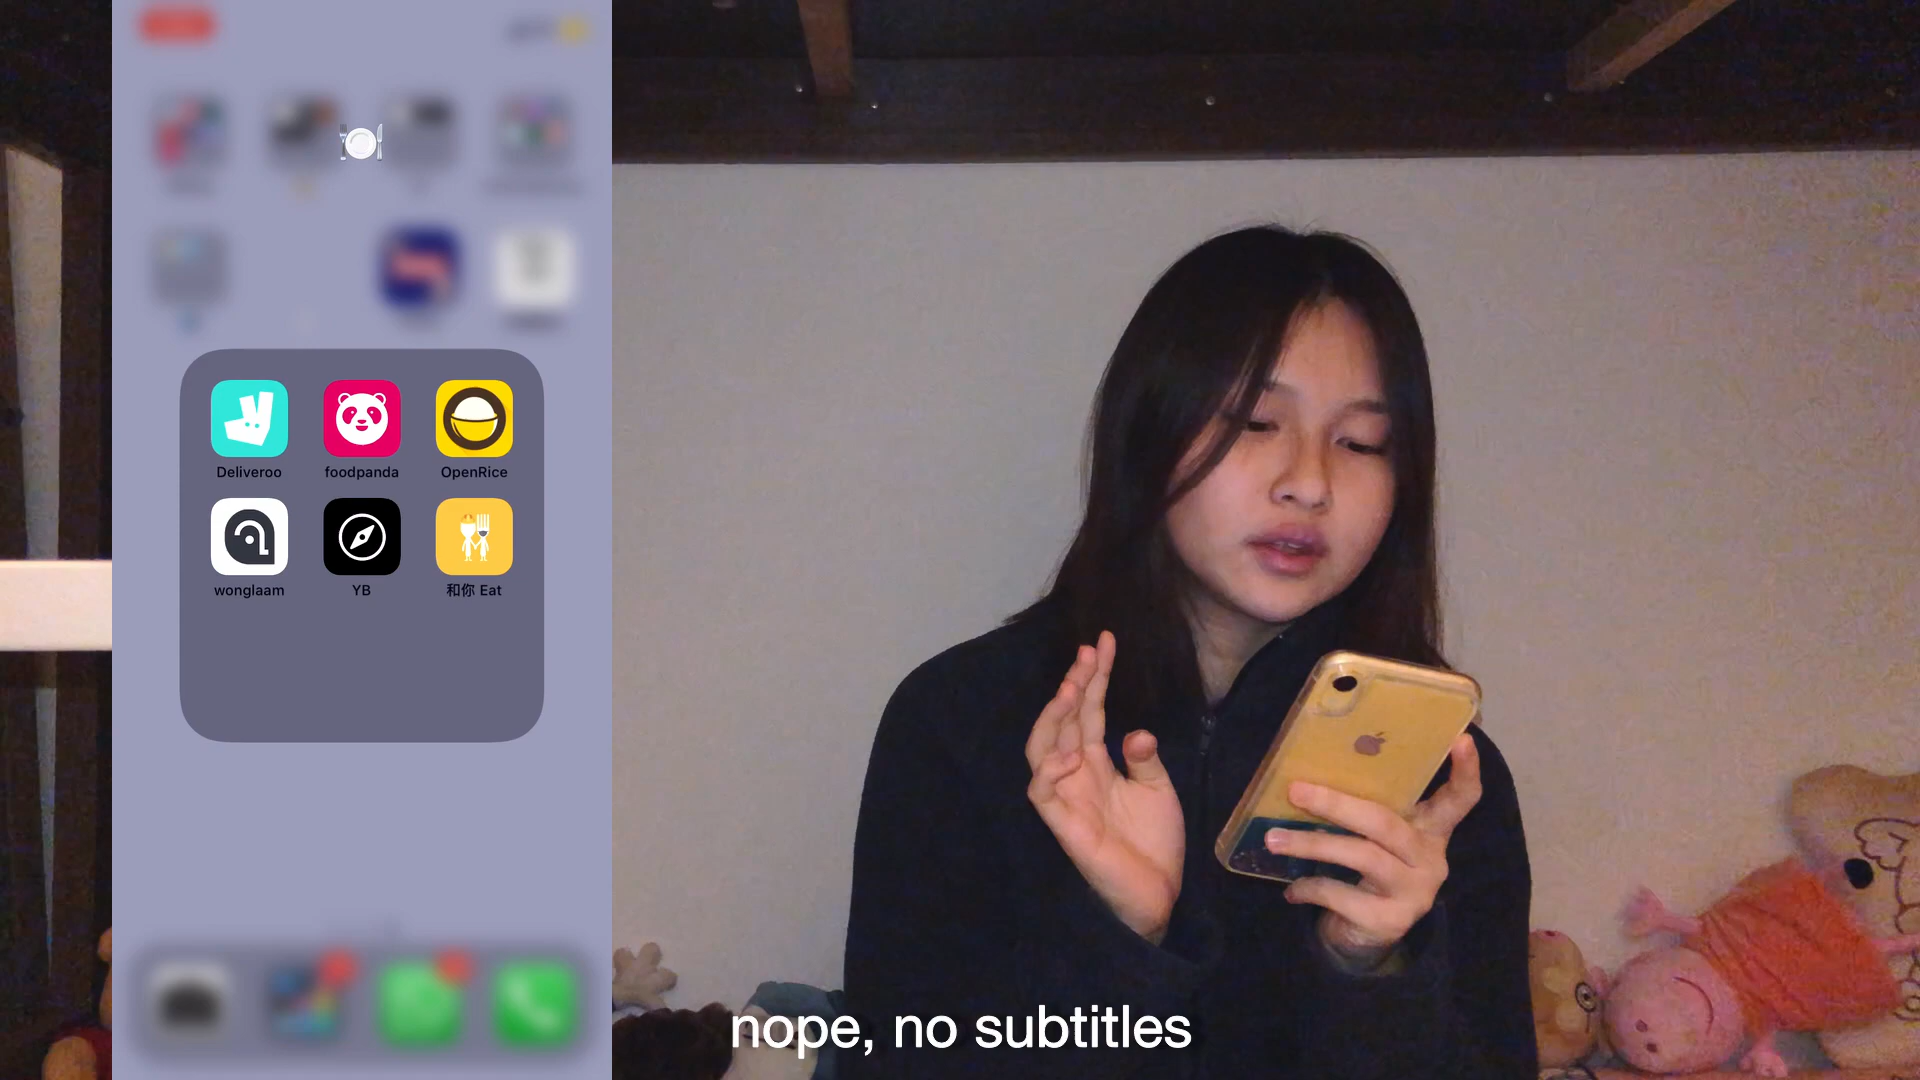 Deliveroo
foodpanda
OpenRice
wonglaam
YB
和你 Eat
nope, no subtitles